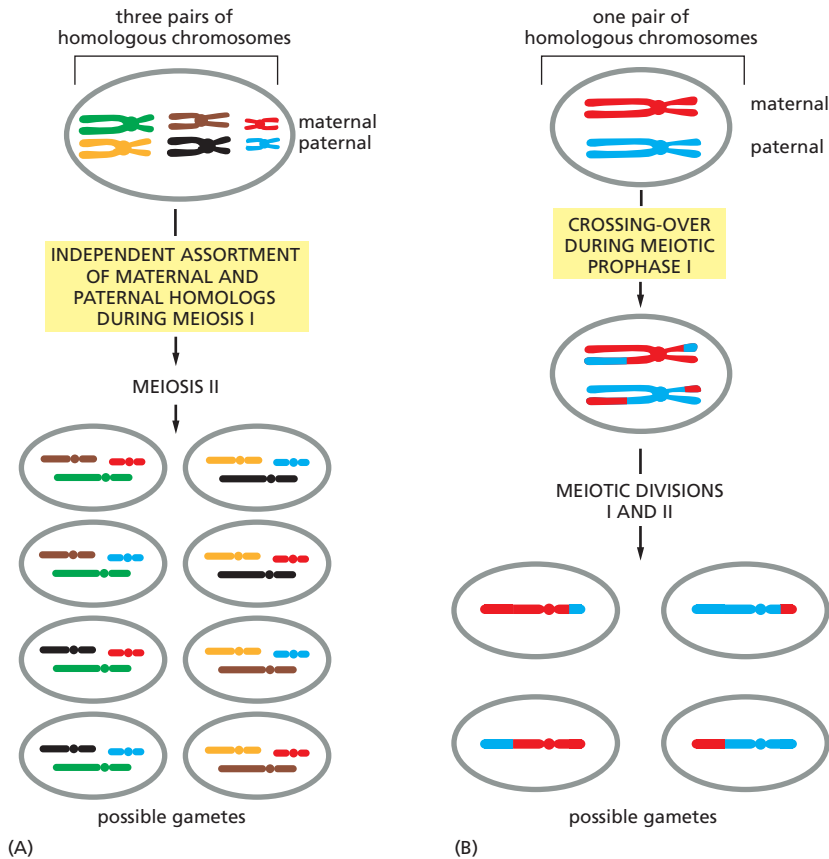 three pairs of
homologous chromosomes
maternal
paternal
INDEPENDENT ASSORTMENT
OF MATERNAL AND
PATERNAL HOMOLOGS
DURING MEIOSIS I
MEIOSIS II
possible gametes
(A)
one pair of
homologous chromosomes
maternal
paternal
CROSSING-OVER
DURING MEIOTIC
PROPHASE I
MEIOTIC DIVISIONS
I AND II
possible gametes
(B)